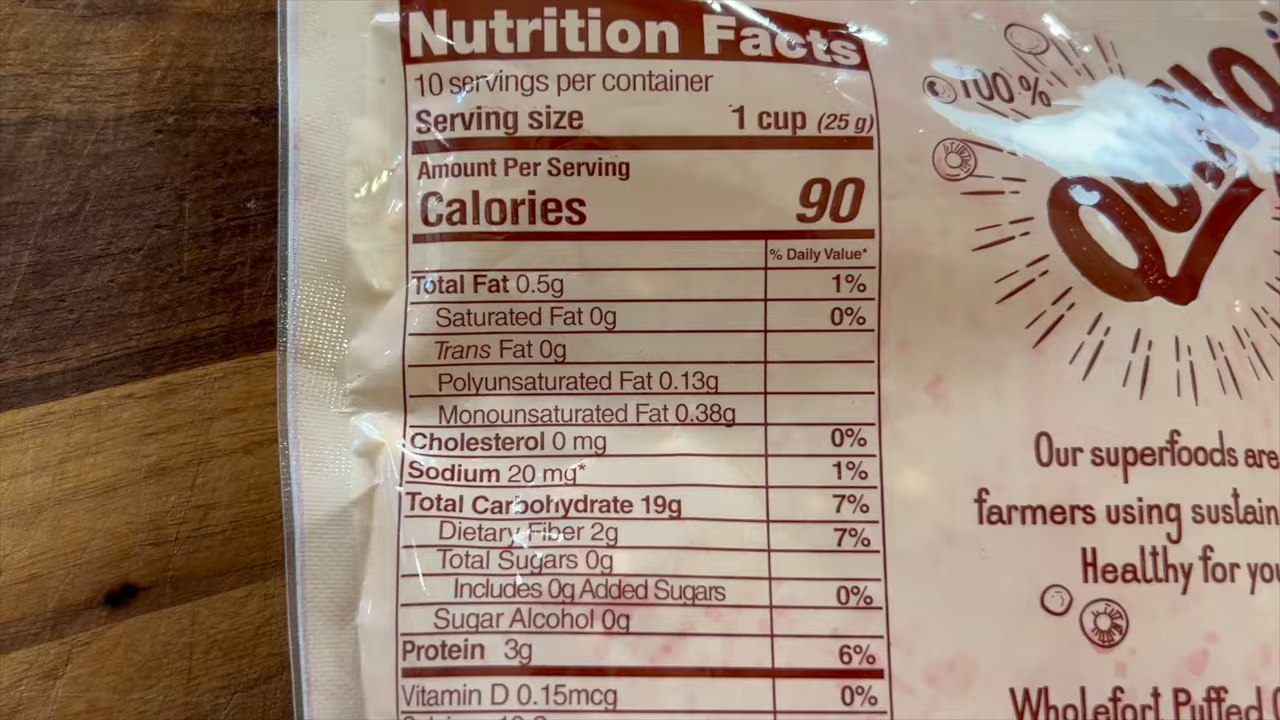 Nutrition Facts
10 servings per container
Serving size 1 cup (25 g)
Amount Per Serving
Calories 90
% Daily Value*
Total Fat 0.5g 1%
Saturated Fat 0g 0%
Trans Fat 0g
Polyunsaturated Fat 0.13g
Monounsaturated Fat 0.38g
Cholesterol 0 mg 0%
Sodium 20 mg* 1%
Total Carbohydrate 19g 7%
Dietary Fiber 2g 7%
Total Sugars 0g
Includes 0g Added Sugars 0%
Sugar Alcohol 0g
Protein 3g 6%
Vitamin D 0.15mcg 0%
100%
Our superfoods are
farmers using sustain
Healthy for you
Wholefort Puffed